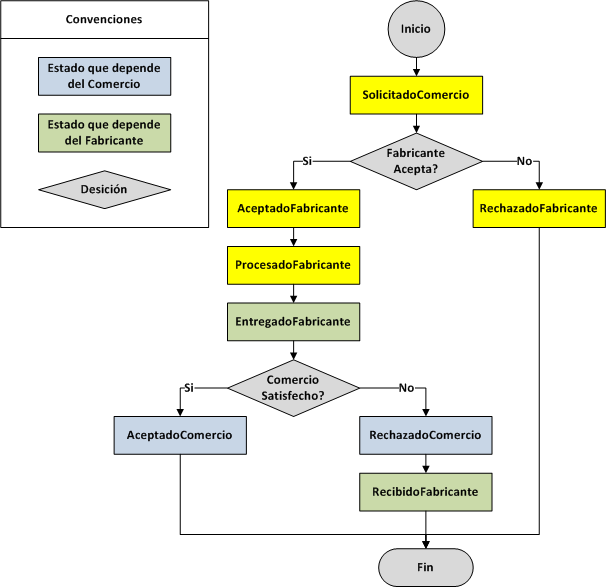 Convenciones
Estado que depende
del Comercio
Estado que depende
del Fabricante
Desición
Inicio
SolicitadoComercio
Fabricante
Acepta?
Si
No
AceptadoFabricante
RechazadoFabricante
ProcesadoFabricante
EntregadoFabricante
Comercio
Satisfecho?
Si
No
AceptadoComercio
RechazadoComercio
RecibidoFabricante
Fin